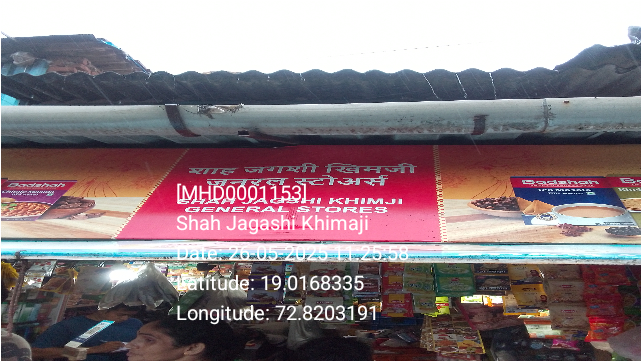 शाह जगशी खिमजी
जनरल स्टोअर्स
SHAH JAGASHI KHIMJI
GENERAL STORES
Badshah
Badshah
[MHD0001153]
Shah Jagashi Khimaji
Date: 26-05-2025 11:25:58
Latitude: 19.0168335
Longitude: 72.8203191